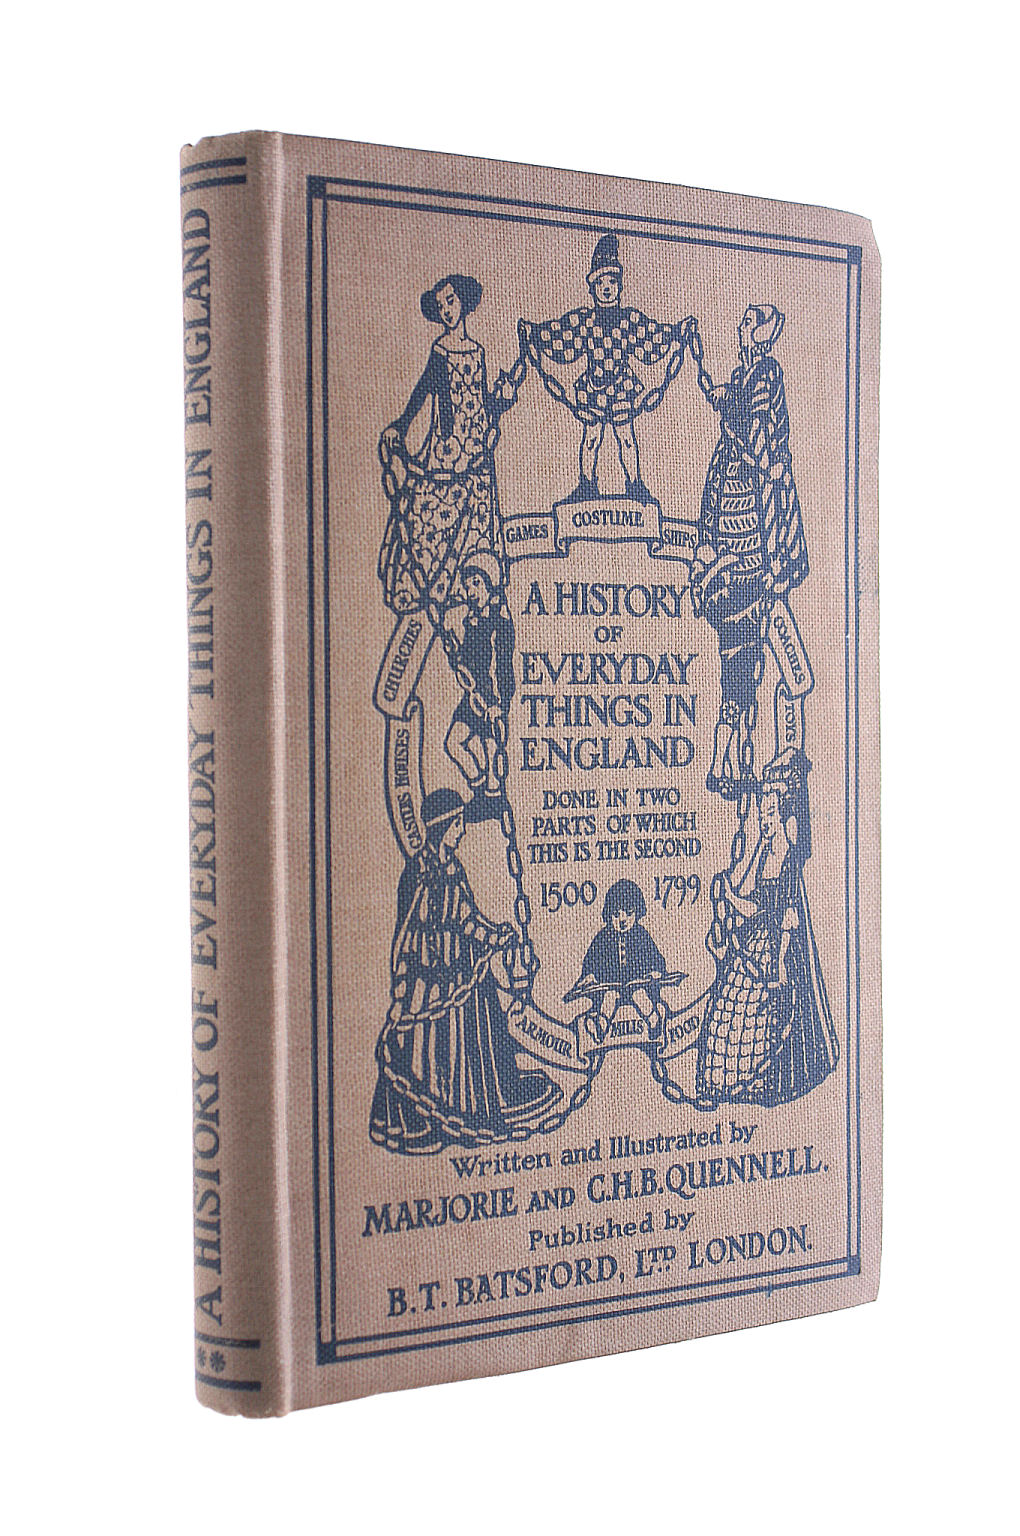 A HISTORY OF EVERYDAY THINGS IN ENGLAND
**
GAMES
COSTUME
SHIPS
CHURCHES
COACHES
CASTLES HOUSES
TOYS
A HISTORY
OF
EVERYDAY
THINGS IN
ENGLAND
DONE IN TWO
PARTS OF WHICH
THIS IS THE SECOND
1500 1799
ARMOUR
MILLS
FOOD
Written and Illustrated by
MARJORIE AND C.H.B. QUENNELL.
Published by
B.T. BATSFORD, LTD. LONDON.